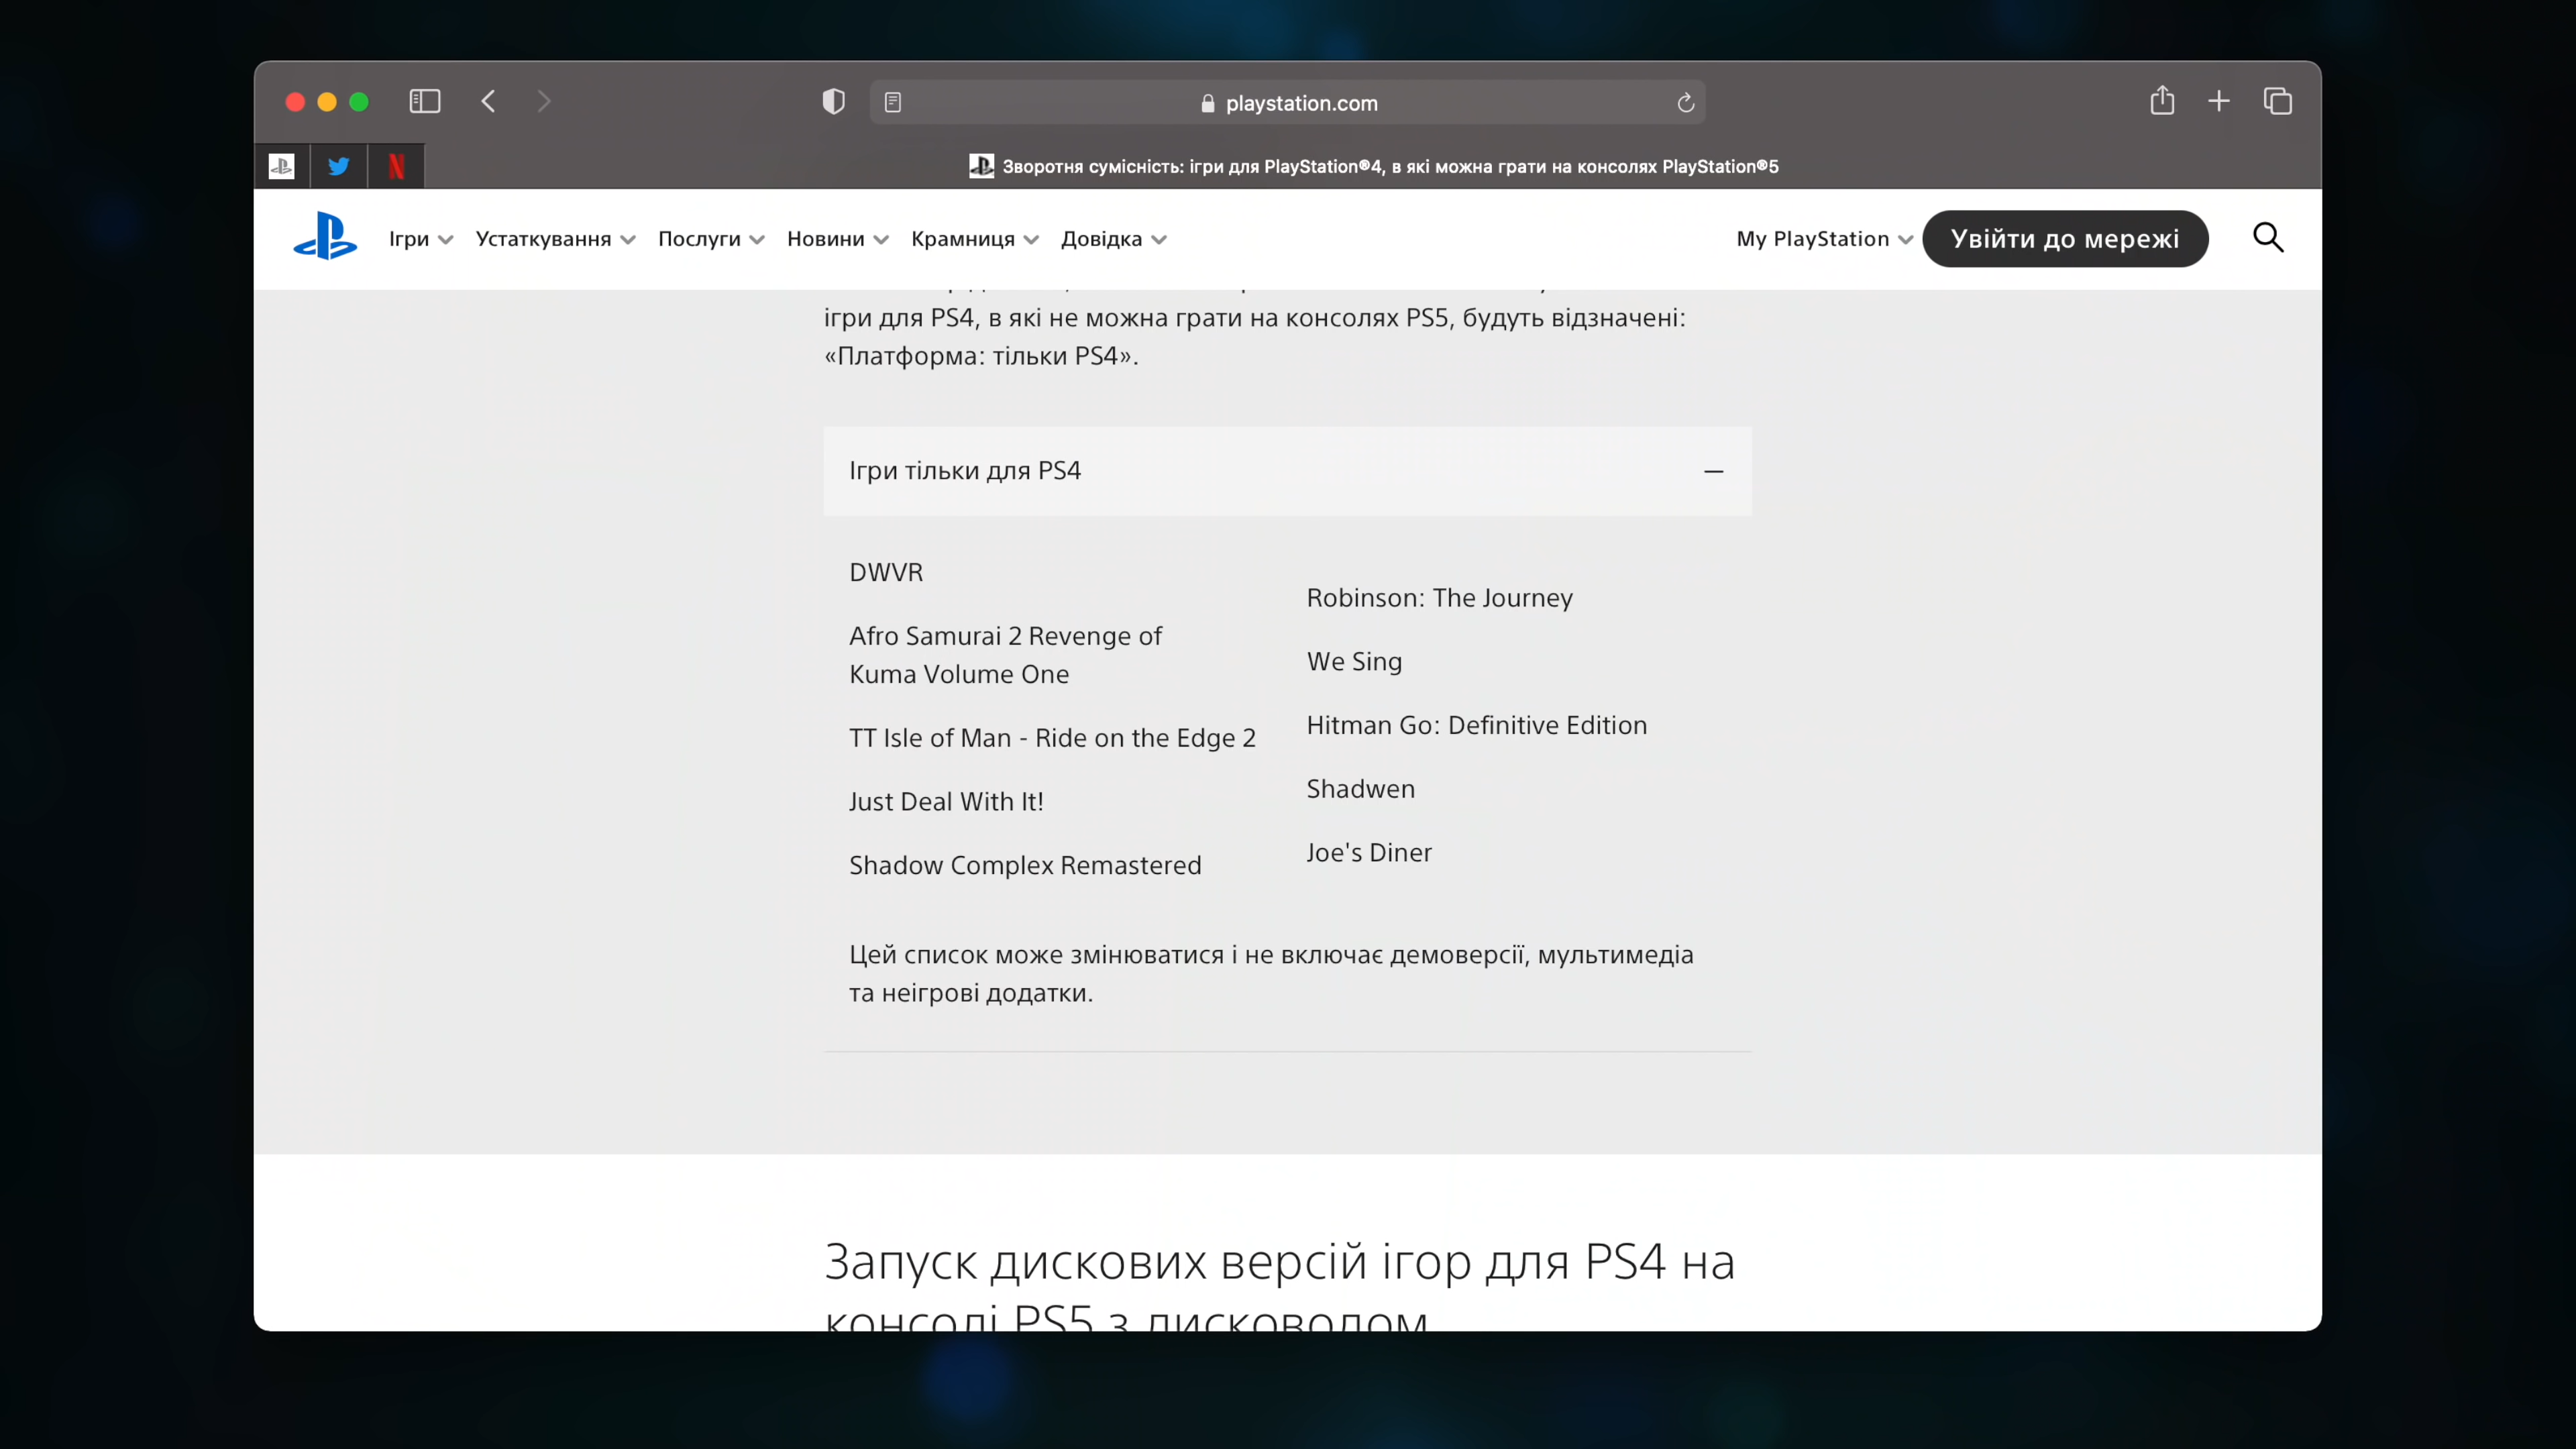 playstation.com
Зворотня сумісність: ігри для PlayStation®4, в які можна грати на консолях PlayStation®5
Ігри
Устаткування
Послуги
Новини
Крамниця
Довідка
My PlayStation
Увійти до мережі
ігри для PS4, в які не можна грати на консолях PS5, будуть відзначені:
«Платформа: тільки PS4».
Ігри тільки для PS4
DWVR
Afro Samurai 2 Revenge of
Kuma Volume One
TT Isle of Man - Ride on the Edge 2
Just Deal With It!
Shadow Complex Remastered
Robinson: The Journey
We Sing
Hitman Go: Definitive Edition
Shadwen
Joe's Diner
Цей список може змінюватися і не включає демоверсії, мультимедіа
та неігрові додатки.
Запуск дискових версій ігор для PS4 на
консолі PS5 з дисководом